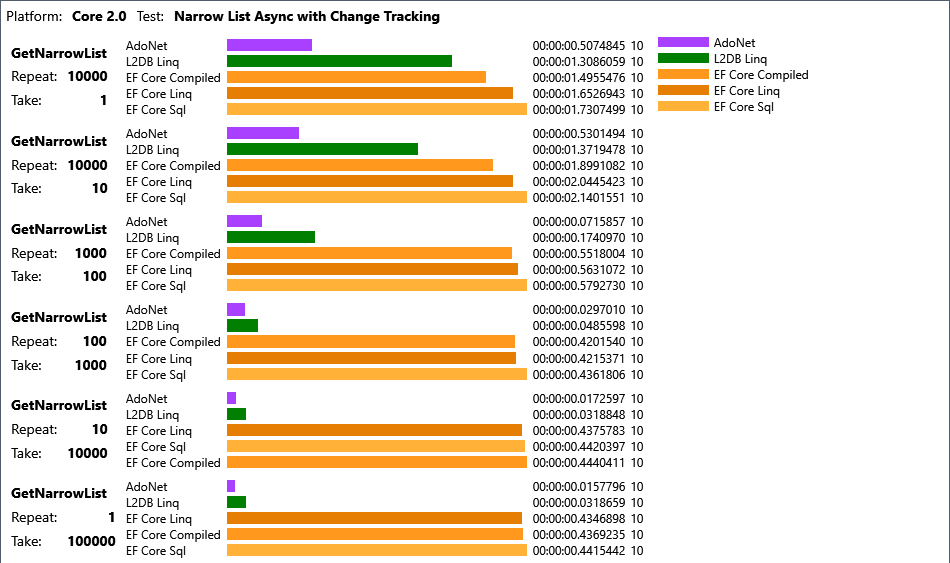 Platform: Core 2.0 Test: Narrow List Async with Change Tracking
GetNarrowList
Repeat: 10000
Take: 1
AdoNet 00:00:00.5074845 10
L2DB Linq 00:00:01.3086059 10
EF Core Compiled 00:00:01.4955476 10
EF Core Linq 00:00:01.6526943 10
EF Core Sql 00:00:01.7307499 10
AdoNet
L2DB Linq
EF Core Compiled
EF Core Linq
EF Core Sql
GetNarrowList
Repeat: 10000
Take: 10
AdoNet 00:00:00.5301494 10
L2DB Linq 00:00:01.3719478 10
EF Core Compiled 00:00:01.8991082 10
EF Core Linq 00:00:02.0445423 10
EF Core Sql 00:00:02.1401551 10
GetNarrowList
Repeat: 1000
Take: 100
AdoNet 00:00:00.0715857 10
L2DB Linq 00:00:00.1740970 10
EF Core Compiled 00:00:00.5518004 10
EF Core Linq 00:00:00.5631072 10
EF Core Sql 00:00:00.5792730 10
GetNarrowList
Repeat: 100
Take: 1000
AdoNet 00:00:00.0297010 10
L2DB Linq 00:00:00.0485598 10
EF Core Compiled 00:00:00.4201540 10
EF Core Linq 00:00:00.4215371 10
EF Core Sql 00:00:00.4361806 10
GetNarrowList
Repeat: 10
Take: 10000
AdoNet 00:00:00.0172597 10
L2DB Linq 00:00:00.0318848 10
EF Core Linq 00:00:00.4375783 10
EF Core Sql 00:00:00.4420397 10
EF Core Compiled 00:00:00.4440411 10
GetNarrowList
Repeat: 1
Take: 100000
AdoNet 00:00:00.0157796 10
L2DB Linq 00:00:00.0318659 10
EF Core Linq 00:00:00.4346898 10
EF Core Compiled 00:00:00.4369235 10
EF Core Sql 00:00:00.4415442 10